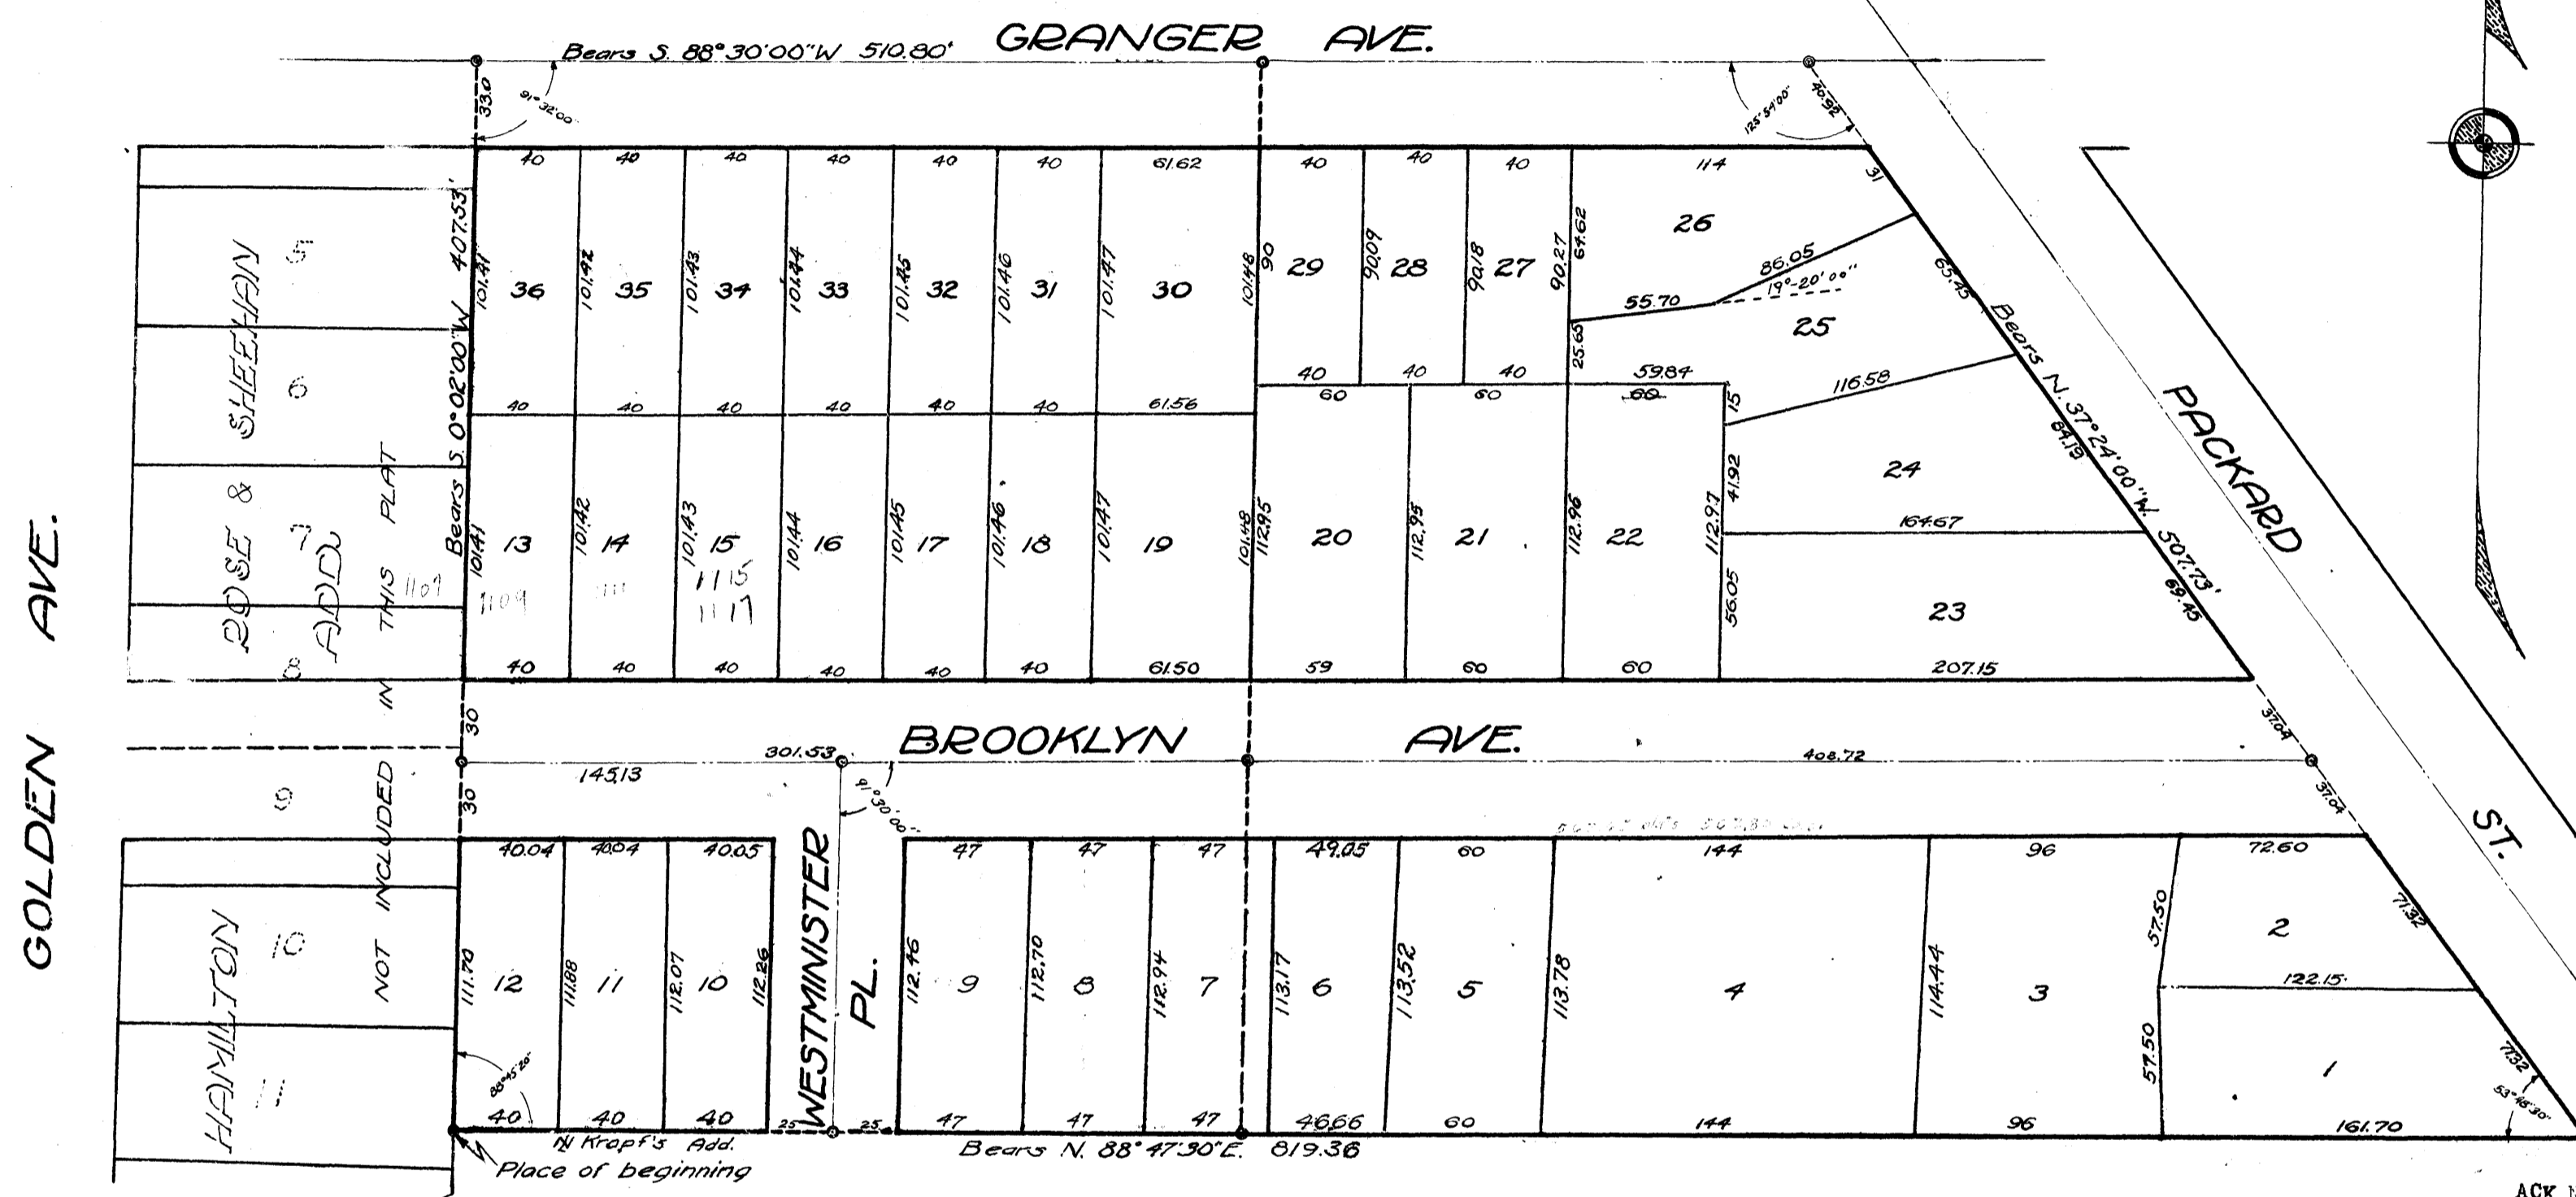 GRANGER AVE.
Bears S. 88°30'00"W 510.80'
33.0
91°32'00"
125°54'00"
40.92
40 40 40 40 40 40 61.62 40 40 40 114
31
Bears S. 0°02'00"W 407.53'
101.41 36 101.42 35 101.43 34 101.44 33 101.45 32 101.46 31 101.47 30 101.48
90 29 90.09 28 90.18 27 90.27
64.62 26
86.05
19°-20'00"
55.70
25.65 25
65.45
40 40 40 59.84
60 60 60
15 116.58
40 40 40 40 40 40 61.56
Bears N. 37°24'00"W. 507.73'
84.19
41.92 24
164.67
101.41 13 101.42 14 101.43 15 101.44 16 101.45 17 101.46 18 101.47 19 101.48
112.95 20 112.95 21 112.96 22 112.97
56.05 23
69.45
1107 1109 1111 1115
1117
40 40 40 40 40 40 61.50 59 60 60 207.15
ROSE & SHEEHAN
ADD.
5
6
7
8
9
10
11
HAMILTON
NOT INCLUDED IN THIS PLAT
GOLDEN AVE.
PACKARD ST.
30
30
BROOKLYN AVE.
301.53
145.13
408.72
37.04
37.04
91°30'00"
40.04 40.04 40.05
47 47 47 49.05 60 144 96 72.60
WESTMINISTER PL.
111.70 12 111.88 11 112.07 10 112.26
112.46 9 112.70 8 112.94 7 113.17 6 113.52 5 113.78 4 114.44 3
57.50 2
71.32
122.15
57.50 1
71.32
53°48'30"
88°45'20"
40 40 40 25 25 47 47 47 46.66 60 144 96 161.70
Kropf's Add.
Bears N. 88°47'30"E. 819.36
Place of beginning